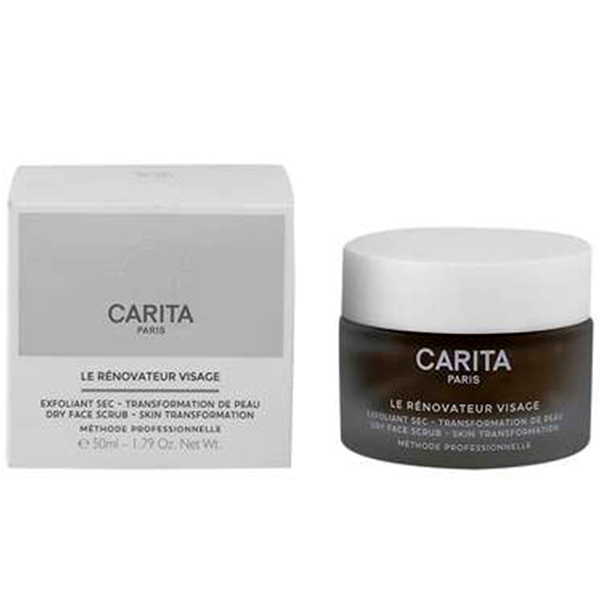 CARITA
PARIS
LE RÉNOVATEUR VISAGE
EXFOLIANT SEC - TRANSFORMATION DE PEAU
DRY FACE SCRUB - SKIN TRANSFORMATION
MÉTHODE PROFESSIONNELLE
℮ 50ml - 1.79 Oz. Net Wt.
CARITA
PARIS
LE RÉNOVATEUR VISAGE
EXFOLIANT SEC - TRANSFORMATION DE PEAU
DRY FACE SCRUB - SKIN TRANSFORMATION
MÉTHODE PROFESSIONNELLE